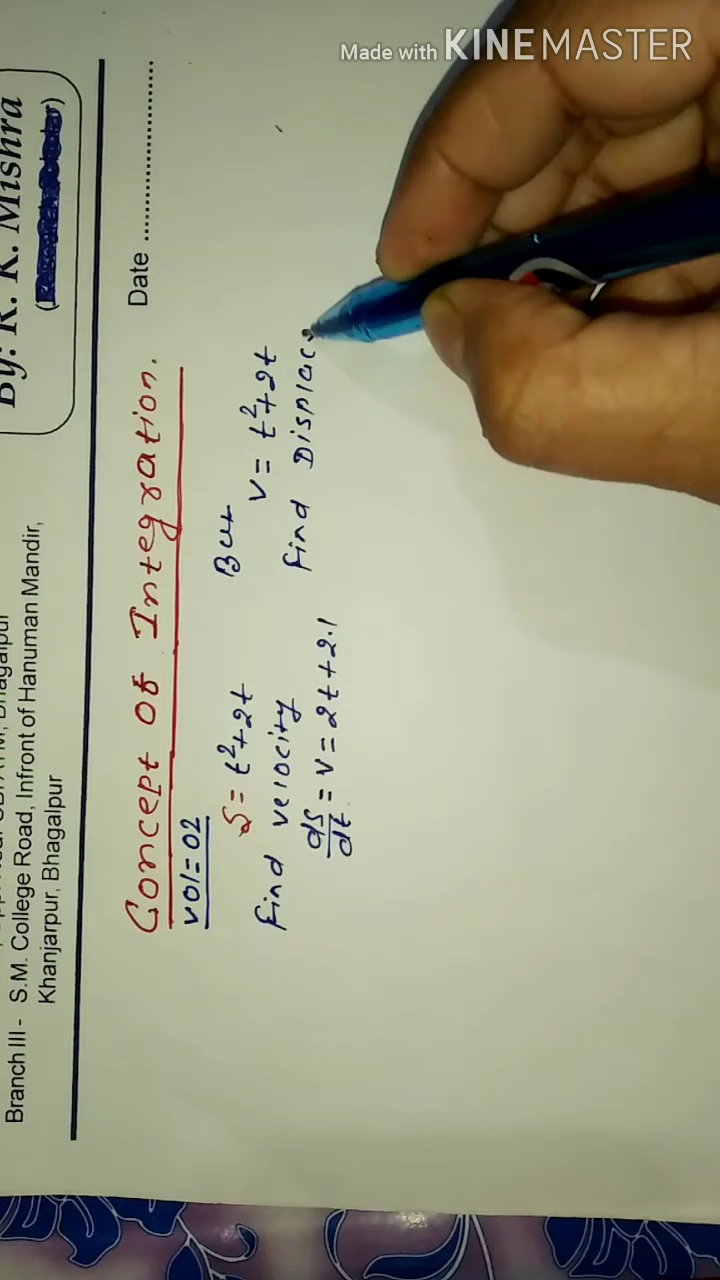 Made with KINEMASTER
By: R. K. Mishra
Branch III - S.M. College Road, Infront of Hanuman Mandir,
Khanjarpur, Bhagalpur
Date ........................
Concept of Integration.
Vol=02
S = t²+2t
Find velocity
ds/dt = v = 2t+2.1
But
v = t²+2t
Find Displac